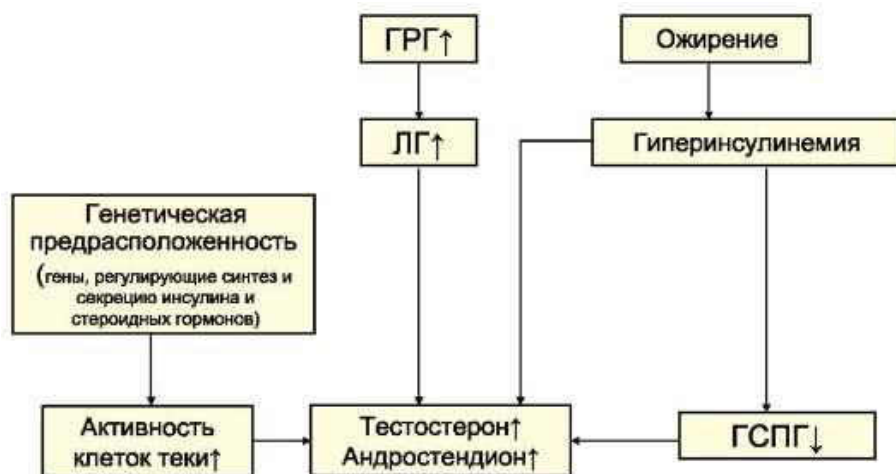 ГРГ↑
Ожирение
ЛГ↑
Гиперинсулинемия
Генетическая
предрасположенность
(гены, регулирующие синтез и
секрецию инсулина и
стероидных гормонов)
Активность
клеток теки↑
Тестостерон↑
Андростендион↑
ГСПГ↓